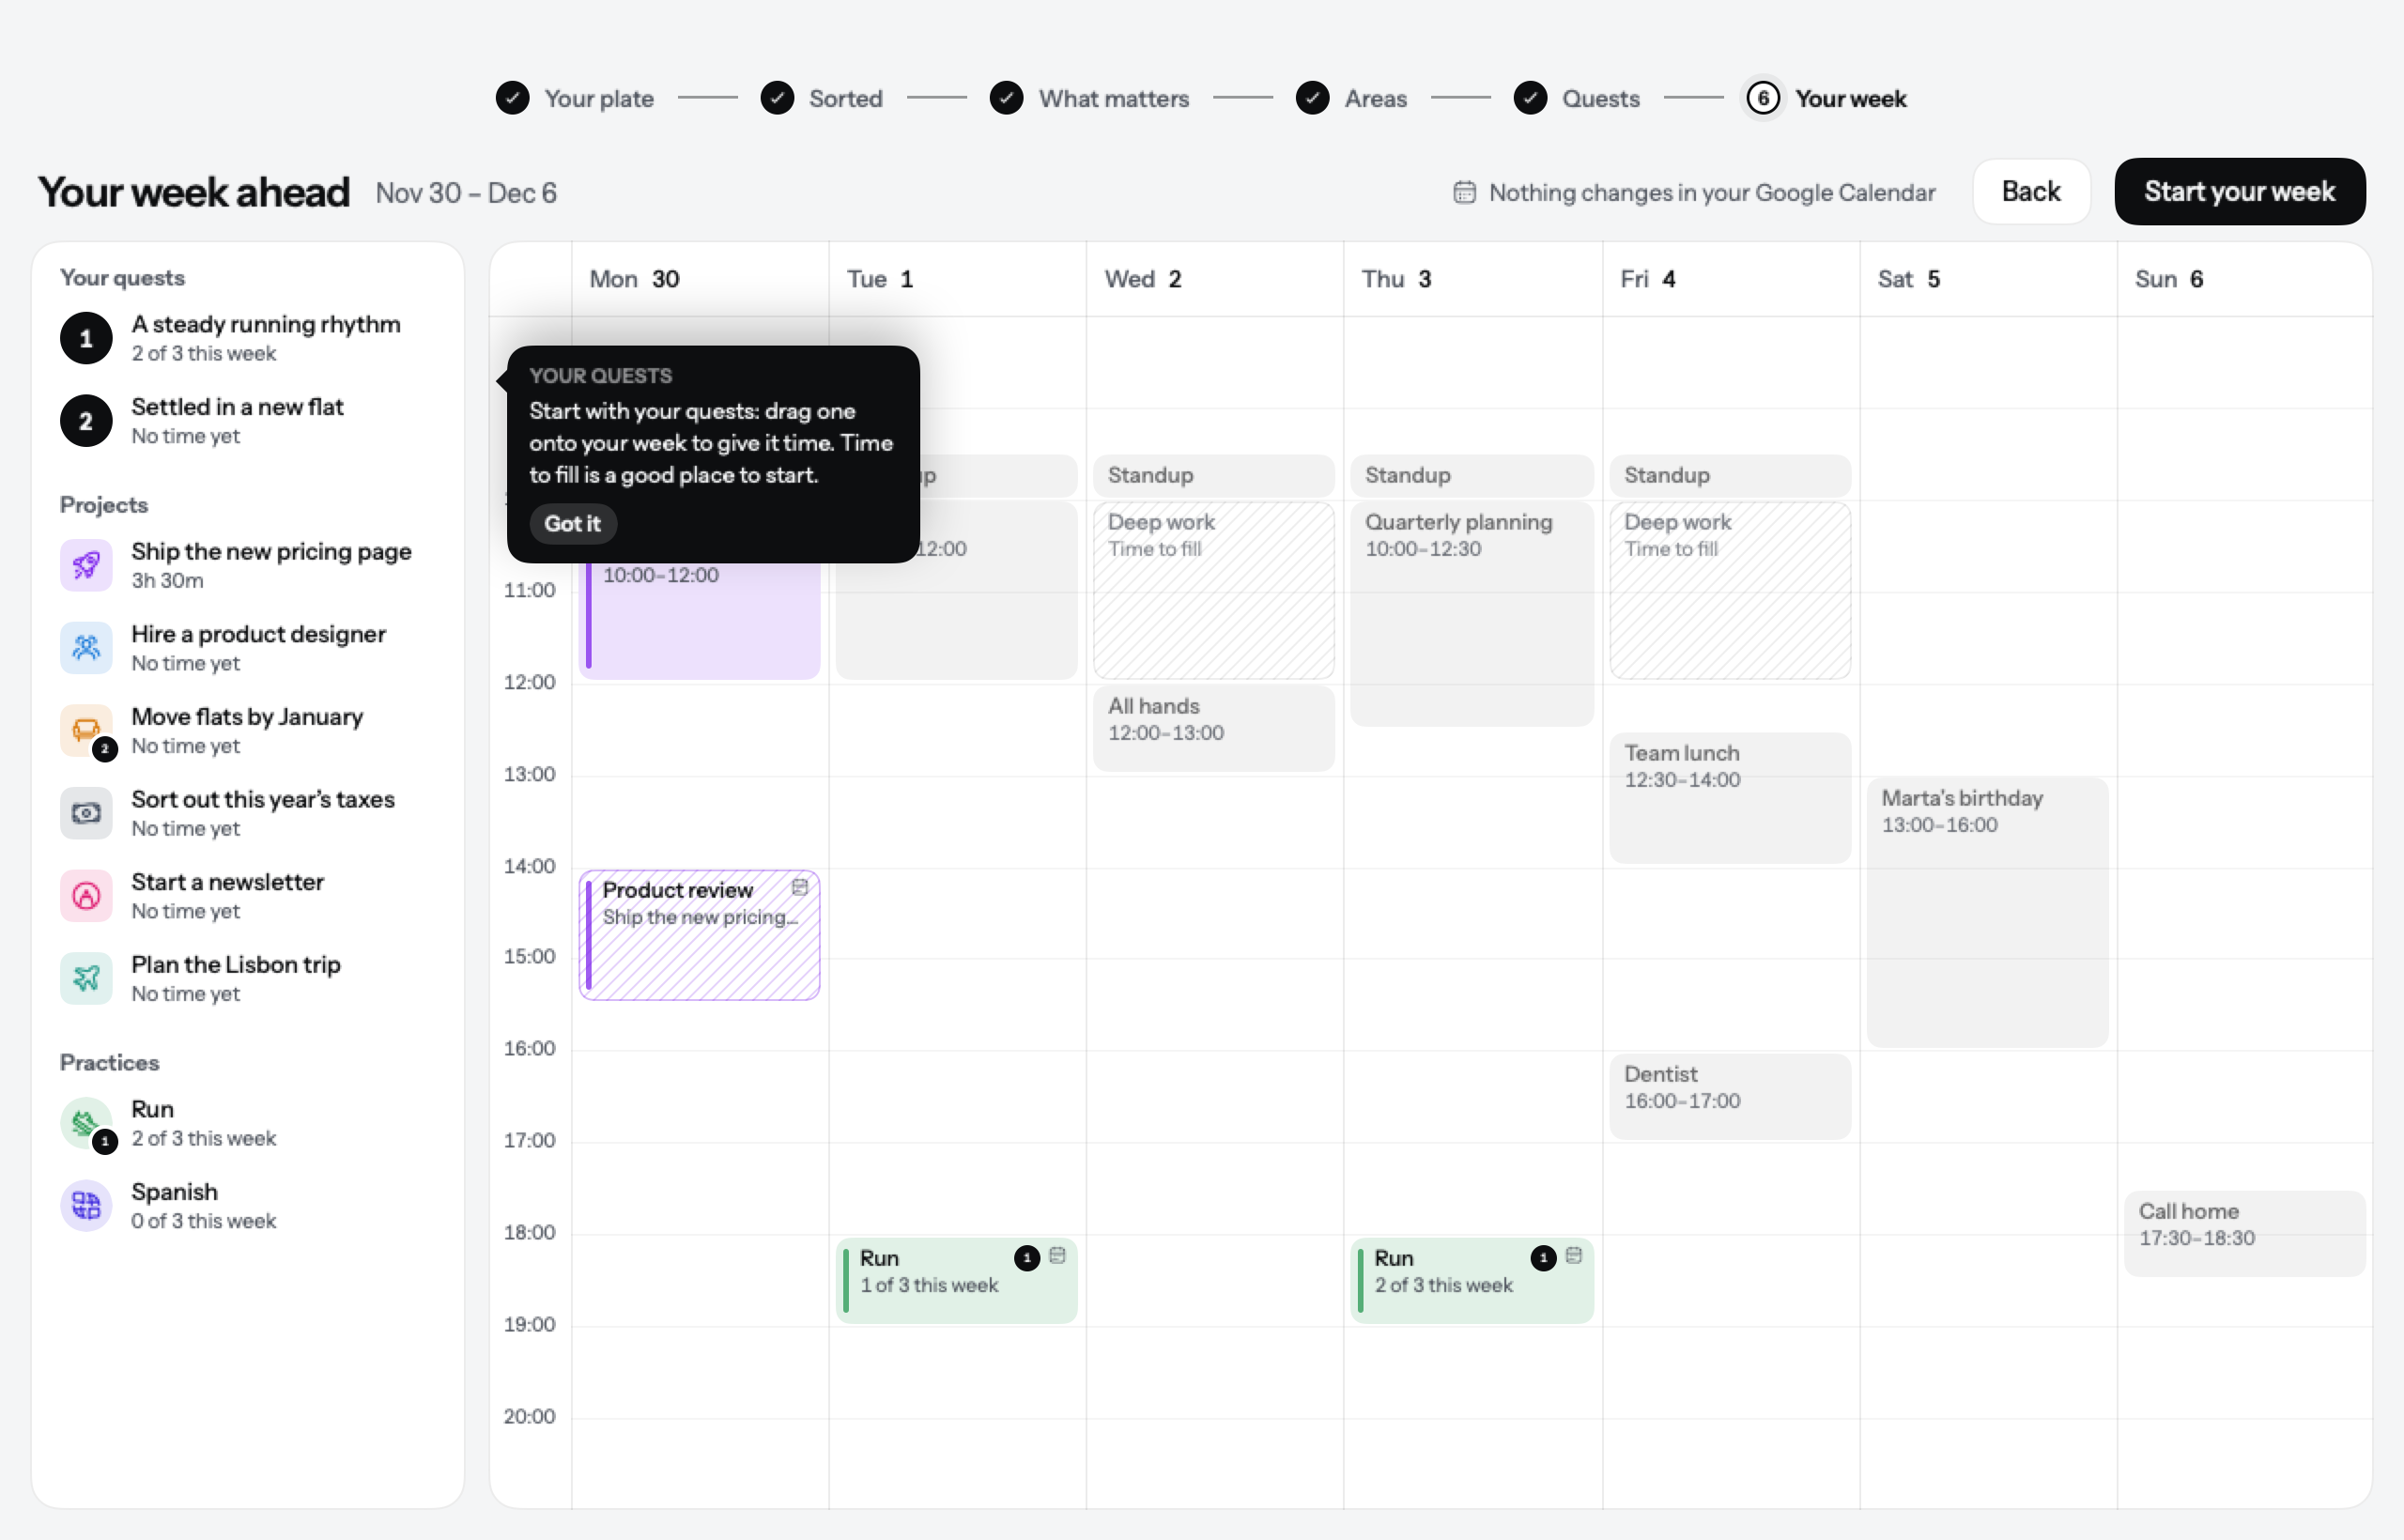 Your plate
Sorted
What matters
Areas
Quests
6 Your week
Your week ahead Nov 30 – Dec 6
Nothing changes in your Google Calendar
Back
Start your week
Your quests
1 A steady running rhythm
2 of 3 this week
2 Settled in a new flat
No time yet
Projects
Ship the new pricing page
3h 30m
Hire a product designer
No time yet
Move flats by January
No time yet
2
Sort out this year’s taxes
No time yet
Start a newsletter
No time yet
Plan the Lisbon trip
No time yet
Practices
Run
2 of 3 this week
1
Spanish
0 of 3 this week
Mon 30
Tue 1
Wed 2
Thu 3
Fri 4
Sat 5
Sun 6
YOUR QUESTS
Start with your quests: drag one
onto your week to give it time. Time
to fill is a good place to start.
Got it
11:00
12:00
13:00
14:00
15:00
16:00
17:00
18:00
19:00
20:00
10:00–12:00
Product review
Ship the new pricing…
12:00
Run 1
1 of 3 this week
Standup
Deep work
Time to fill
All hands
12:00–13:00
Standup
Quarterly planning
10:00–12:30
Run 1
2 of 3 this week
Standup
Deep work
Time to fill
Team lunch
12:30–14:00
Dentist
16:00–17:00
Marta’s birthday
13:00–16:00
Call home
17:30–18:30